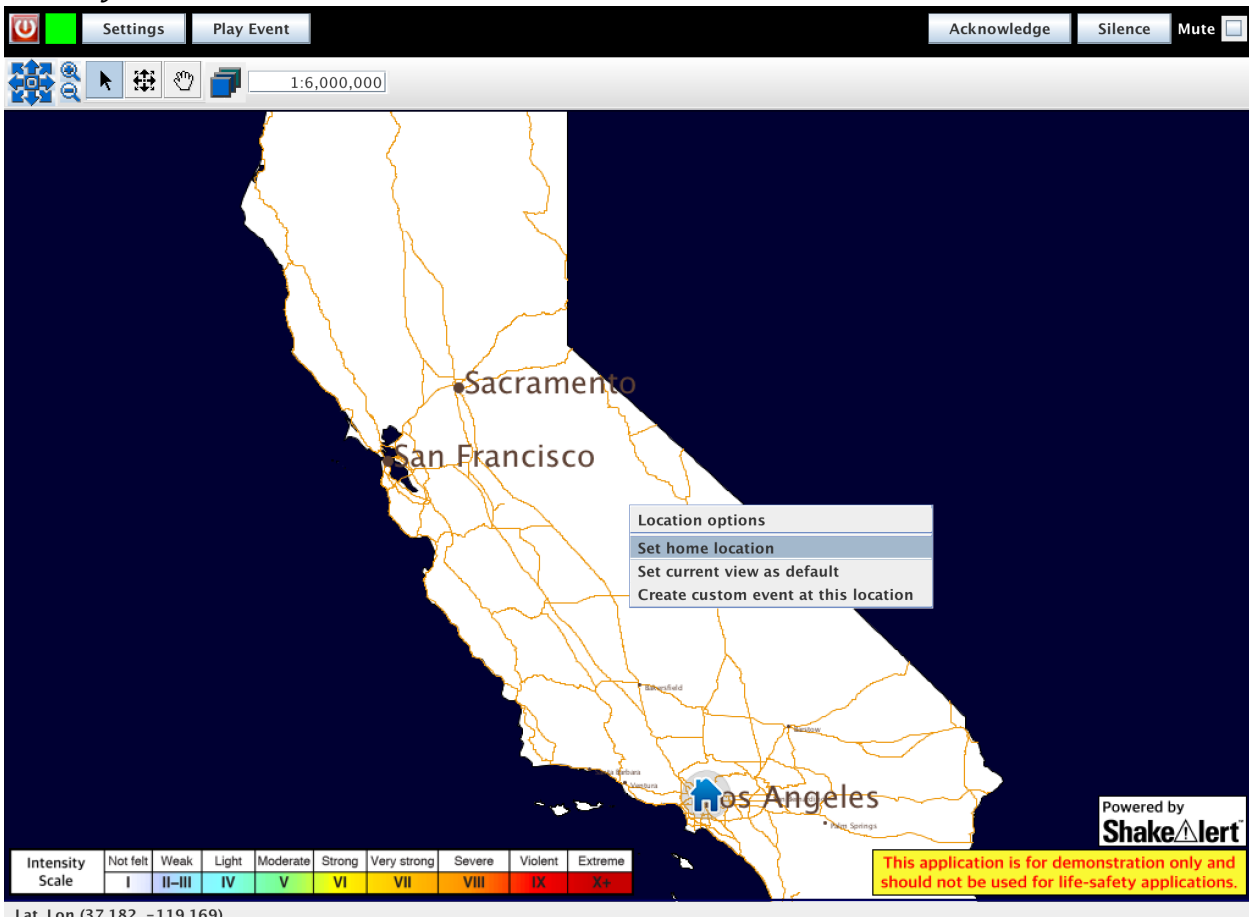 Settings
Play Event
Acknowledge
Silence
Mute
1:6,000,000
Sacramento
San Francisco
Location options
Set home location
Set current view as default
Create custom event at this location
Bakersfield
Barstow
Santa Barbara
Ventura
Los Angeles
Palm Springs
Powered by
ShakeAlert
Intensity Scale
Not felt Weak Light Moderate Strong Very strong Severe Violent Extreme
I II–III IV V VI VII VIII IX X+
This application is for demonstration only and
should not be used for life-safety applications.
Lat, Lon (37.182, -119.169)